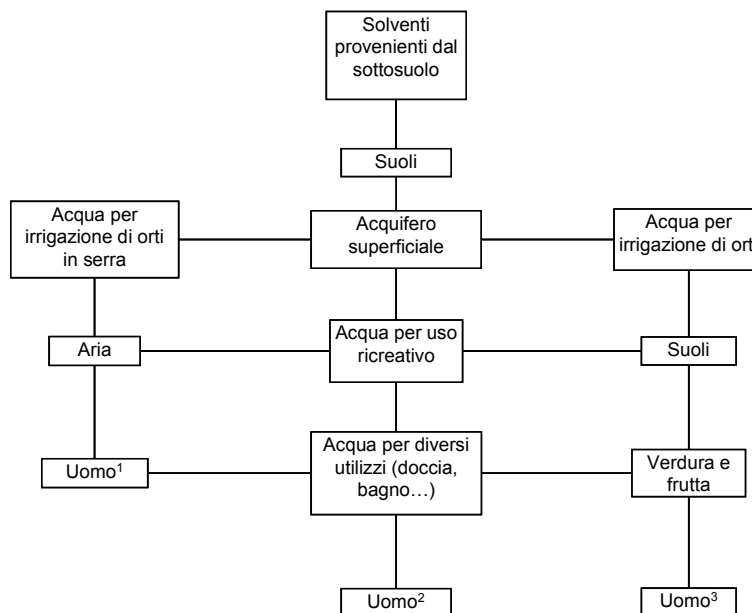 Solventi
provenienti dal
sottosuolo
Suoli
Acqua per
irrigazione di orti
in serra
Acquifero
superficiale
Acqua per
irrigazione di ort
Aria
Acqua per uso
ricreativo
Suoli
Uomo¹
Acqua per diversi
utilizzi (doccia,
bagno…)
Verdura e
frutta
Uomo²
Uomo³